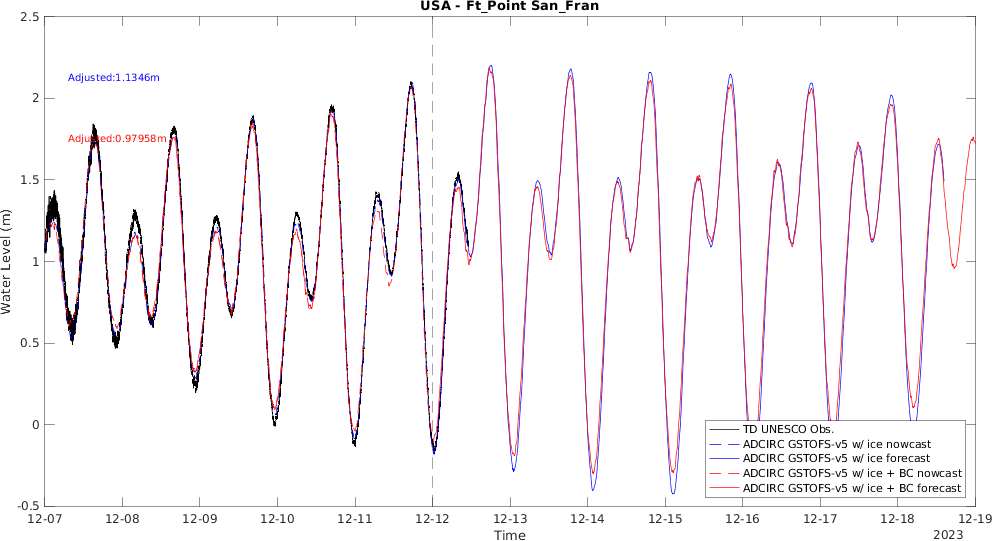 USA - Ft_Point San_Fran
2.5
2
1.5
1
0.5
0
-0.5
Water Level (m)
Adjusted:1.1346m
Adjusted:0.97958m
TD UNESCO Obs.
ADCIRC GSTOFS-v5 w/ ice nowcast
ADCIRC GSTOFS-v5 w/ ice forecast
ADCIRC GSTOFS-v5 w/ ice + BC nowcast
ADCIRC GSTOFS-v5 w/ ice + BC forecast
12-07 12-08 12-09 12-10 12-11 12-12 12-13 12-14 12-15 12-16 12-17 12-18 12-19
Time
2023